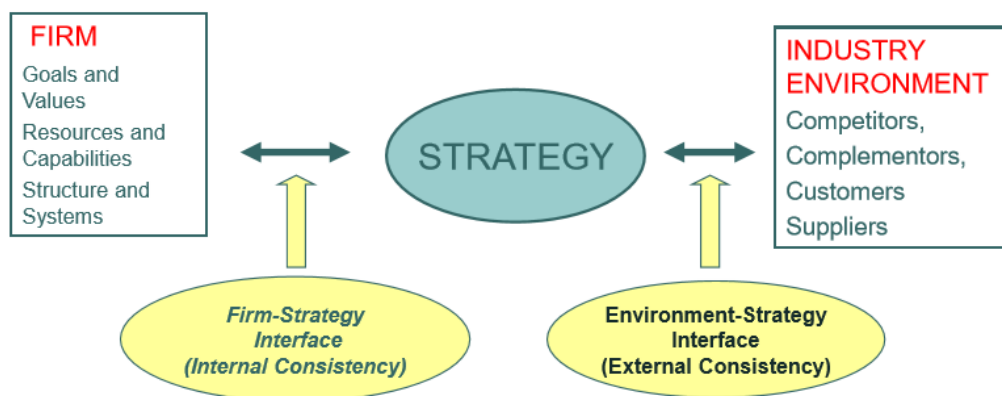 FIRM
Goals and
Values
Resources and
Capabilities
Structure and
Systems
STRATEGY
INDUSTRY
ENVIRONMENT
Competitors,
Complementors,
Customers
Suppliers
Firm-Strategy
Interface
(Internal Consistency)
Environment-Strategy
Interface
(External Consistency)